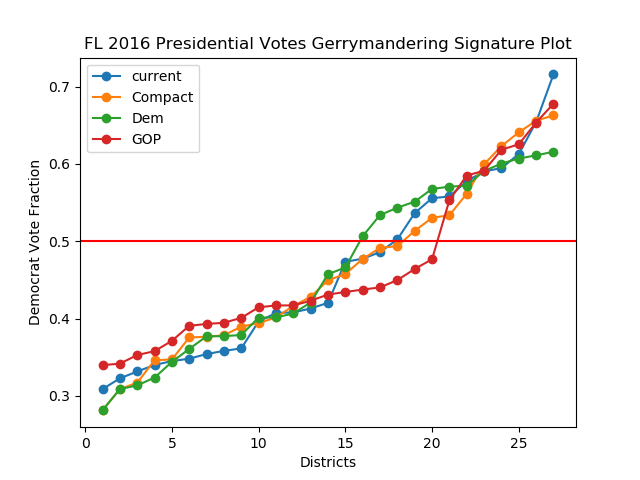 FL 2016 Presidential Votes Gerrymandering Signature Plot
current
Compact
Dem
GOP
Democrat Vote Fraction
0.7
0.6
0.5
0.4
0.3
0 5 10 15 20 25
Districts